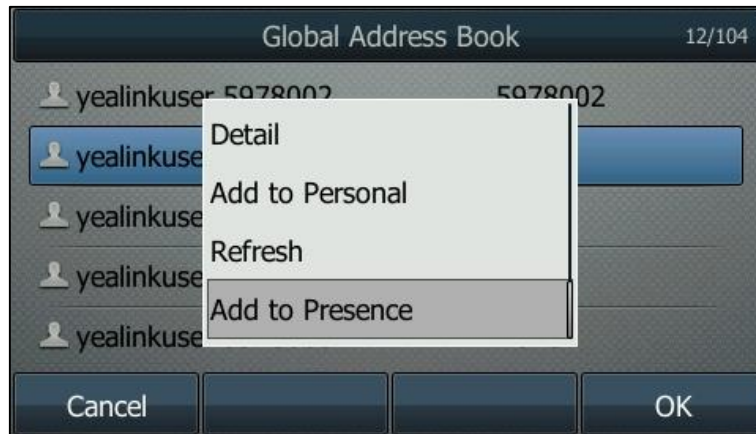 Global Address Book 12/104
yealinkuser 5978002 5978002
yealinkuse
yealinkuse
yealinkuse
yealinkuse
Detail
Add to Personal
Refresh
Add to Presence
Cancel OK